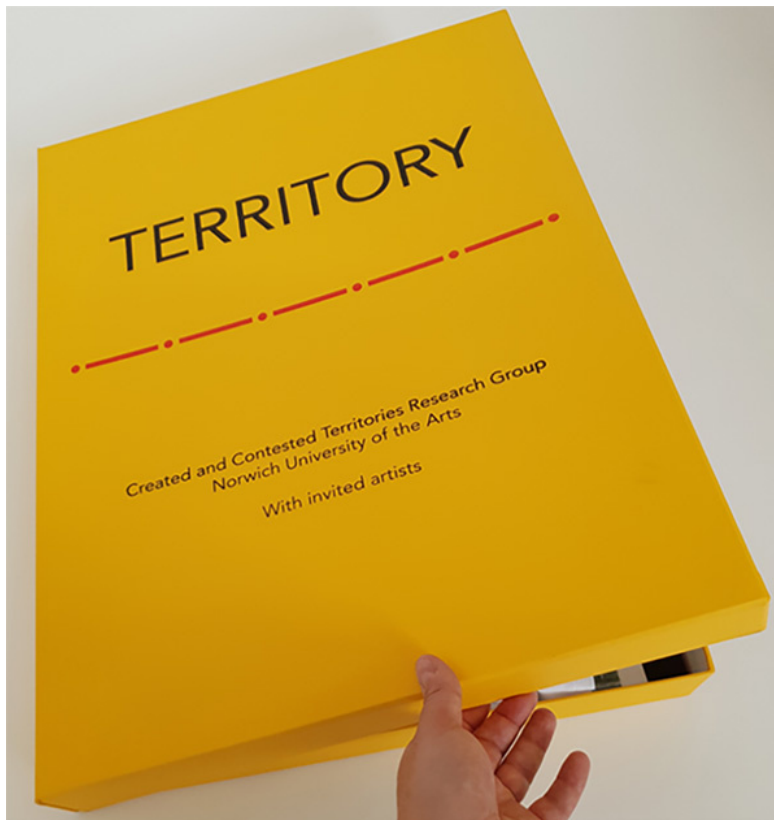 TERRITORY
Created and Contested Territories Research Group
Norwich University of the Arts
With invited artists